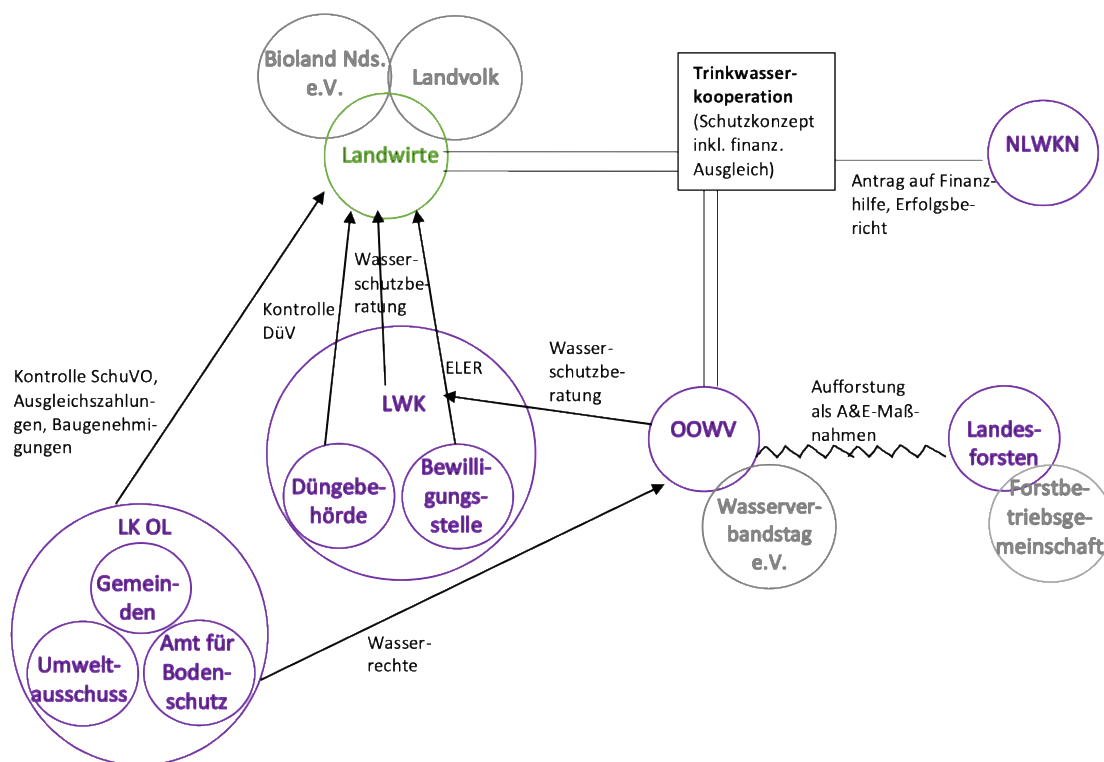 Bioland Nds.
e.V.
Landvolk
Landwirte
Trinkwasser-
kooperation
(Schutzkonzept
inkl. finanz.
Ausgleich)
NLWKN
Antrag auf Finanz-
hilfe, Erfolgsbe-
richt
Wasser-
schutzbe-
ratung
Kontrolle
DüV
ELER
Wasser-
schutzbe-
ratung
Kontrolle SchuVO,
Ausgleichszahlun-
gen, Baugenehmi-
gungen
LWK
Düngebe-
hörde
Bewilli-
gungs-
stelle
OOWV
Aufforstung
als A&E-Maß-
nahmen
Landes-
forsten
Wasserver-
bandstag
e.V.
Forstbe-
triebsge-
meinschaft
LK OL
Gemein-
den
Umwelt-
ausschuss
Amt für
Boden-
schutz
Wasser-
rechte